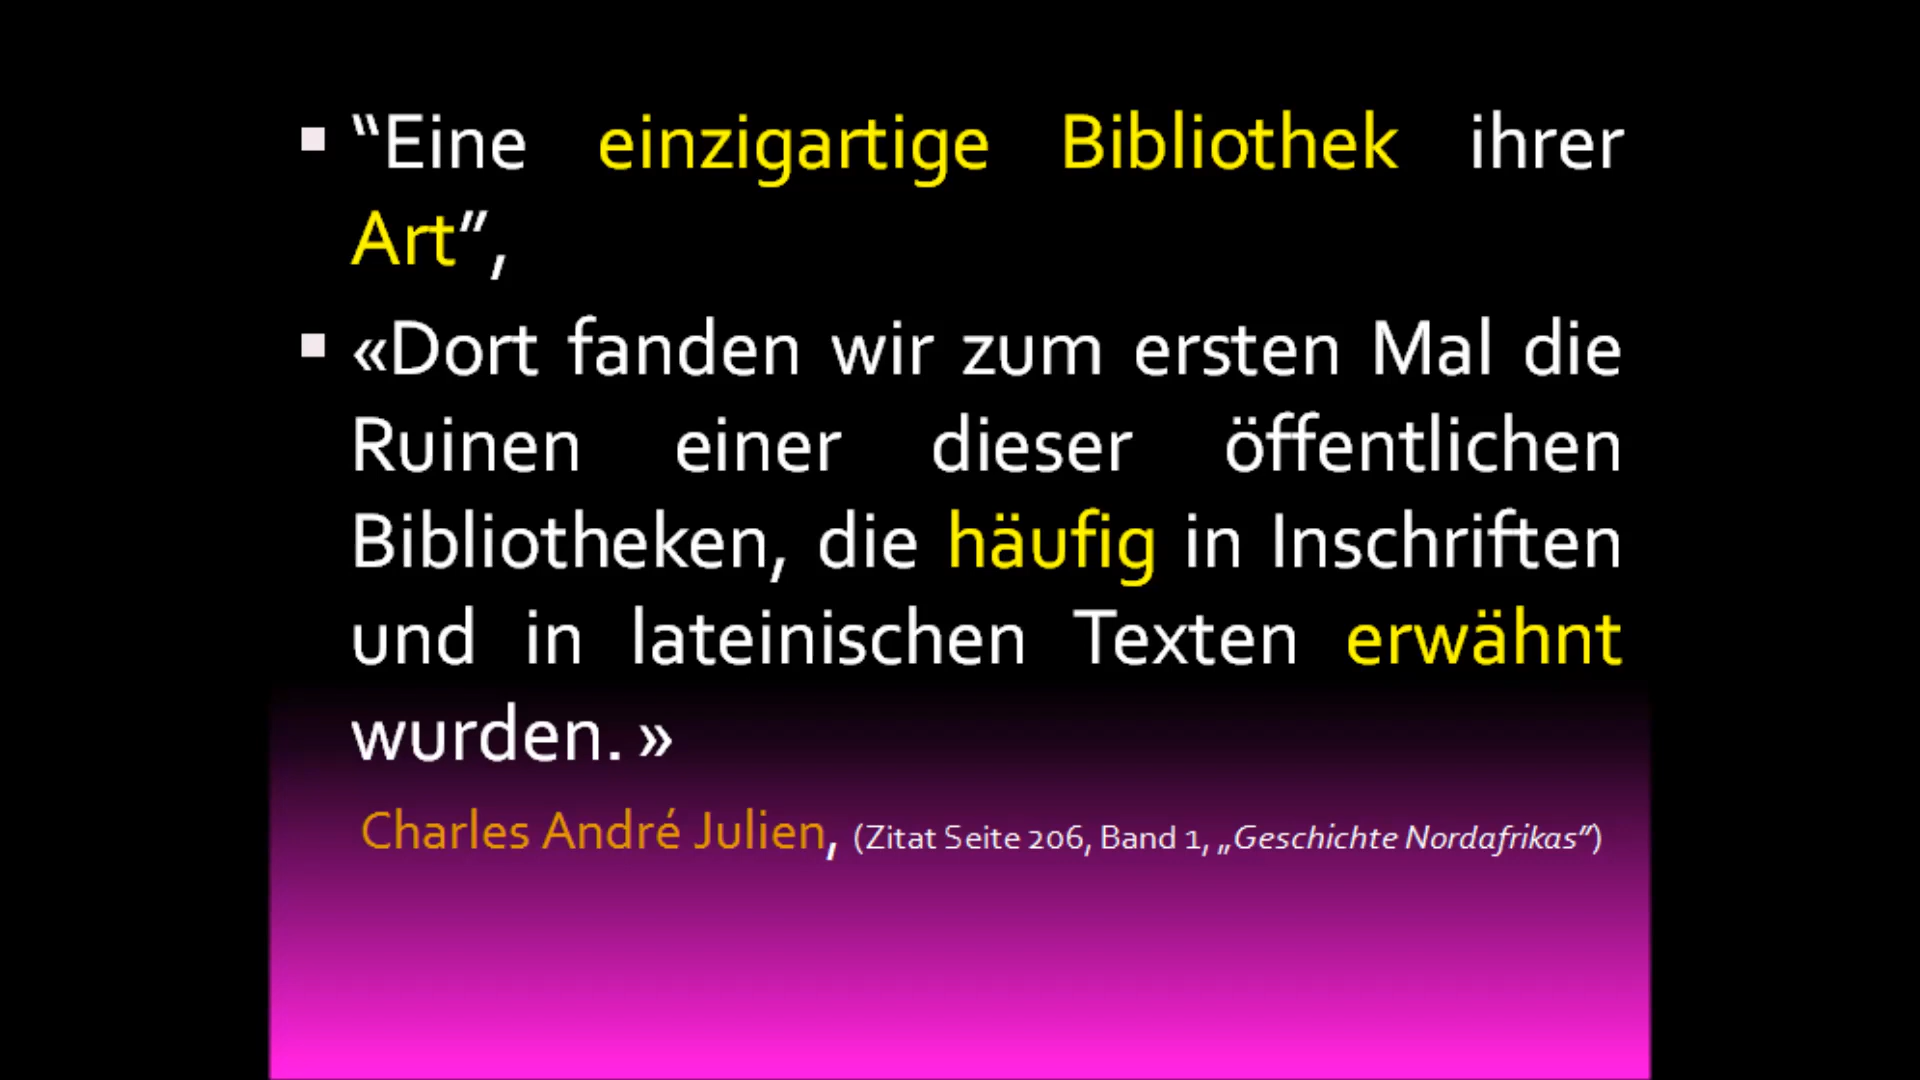 ▪ “Eine einzigartige Bibliothek ihrer
Art”,
▪ «Dort fanden wir zum ersten Mal die
Ruinen einer dieser öffentlichen
Bibliotheken, die häufig in Inschriften
und in lateinischen Texten erwähnt
wurden. »
Charles André Julien, (Zitat Seite 206, Band 1, „Geschichte Nordafrikas”)